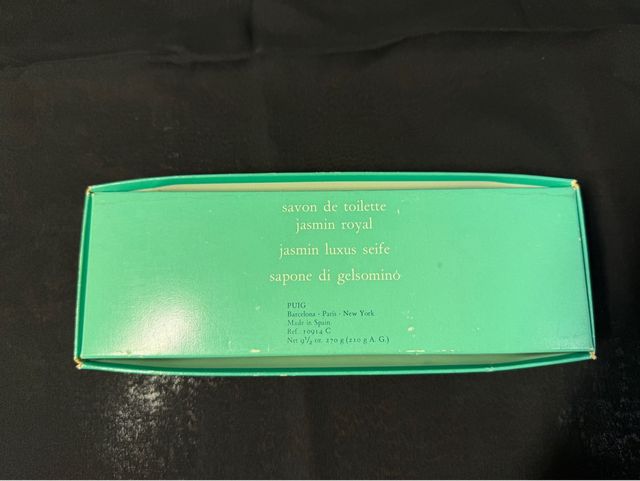 savon de toilette
jasmin royal
jasmin luxus seife
sapone di gelsomino
PUIG
Barcelona - Paris - New York
Made in Spain
Ref. 10914 C
Net 9½ oz. 270 g (210 g A. G.)